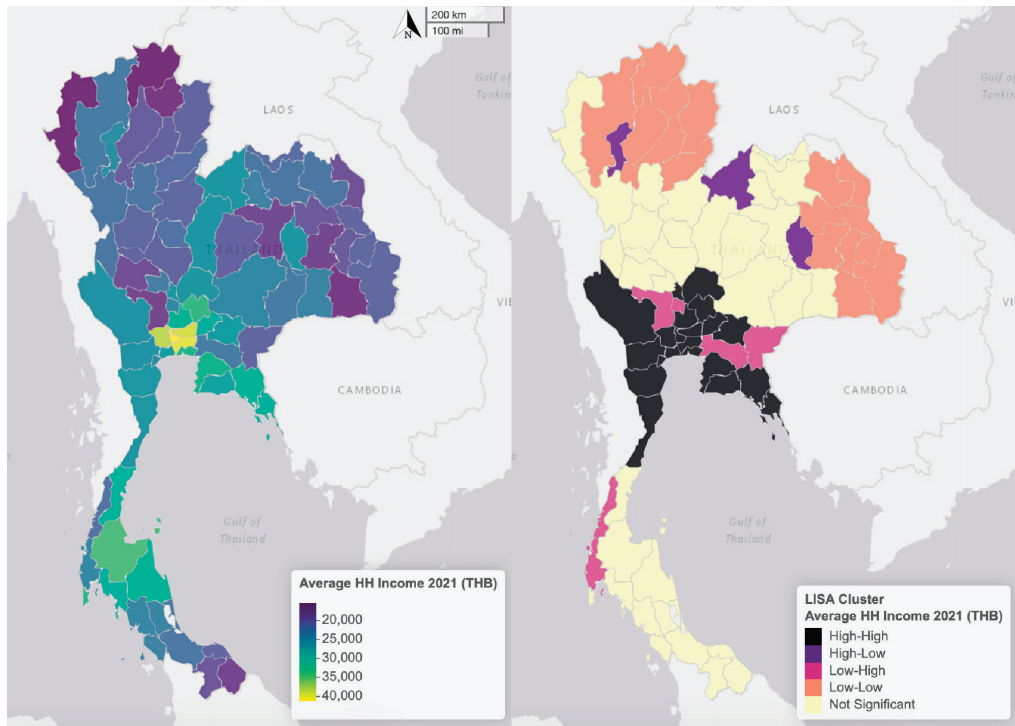 200 km
100 mi
N
Gulf of
Tonkin
LAOS
THAILAND
VIE
CAMBODIA
Gulf of
Thailand
Average HH Income 2021 (THB)
20,000
25,000
30,000
35,000
40,000
Gulf of
Tonkin
LAOS
THAILAND
VIE
CAMBODIA
Gulf of
Thailand
LISA Cluster
Average HH Income 2021 (THB)
High-High
High-Low
Low-High
Low-Low
Not Significant